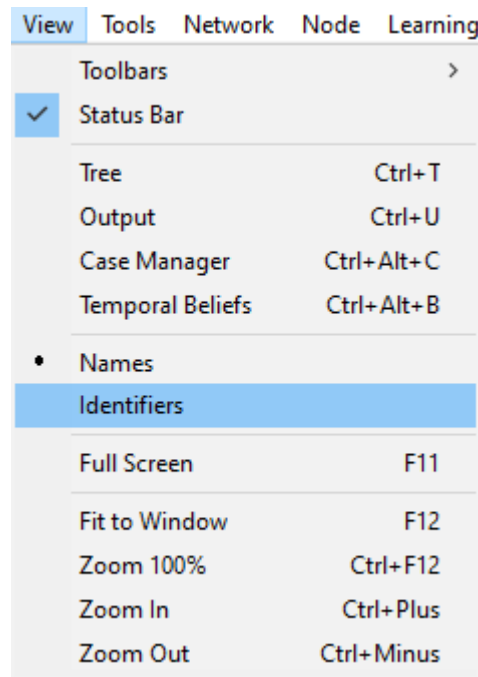 View Tools Network Node Learning
Toolbars >
Status Bar
Tree Ctrl+T
Output Ctrl+U
Case Manager Ctrl+Alt+C
Temporal Beliefs Ctrl+Alt+B
Names
Identifiers
Full Screen F11
Fit to Window F12
Zoom 100% Ctrl+F12
Zoom In Ctrl+Plus
Zoom Out Ctrl+Minus